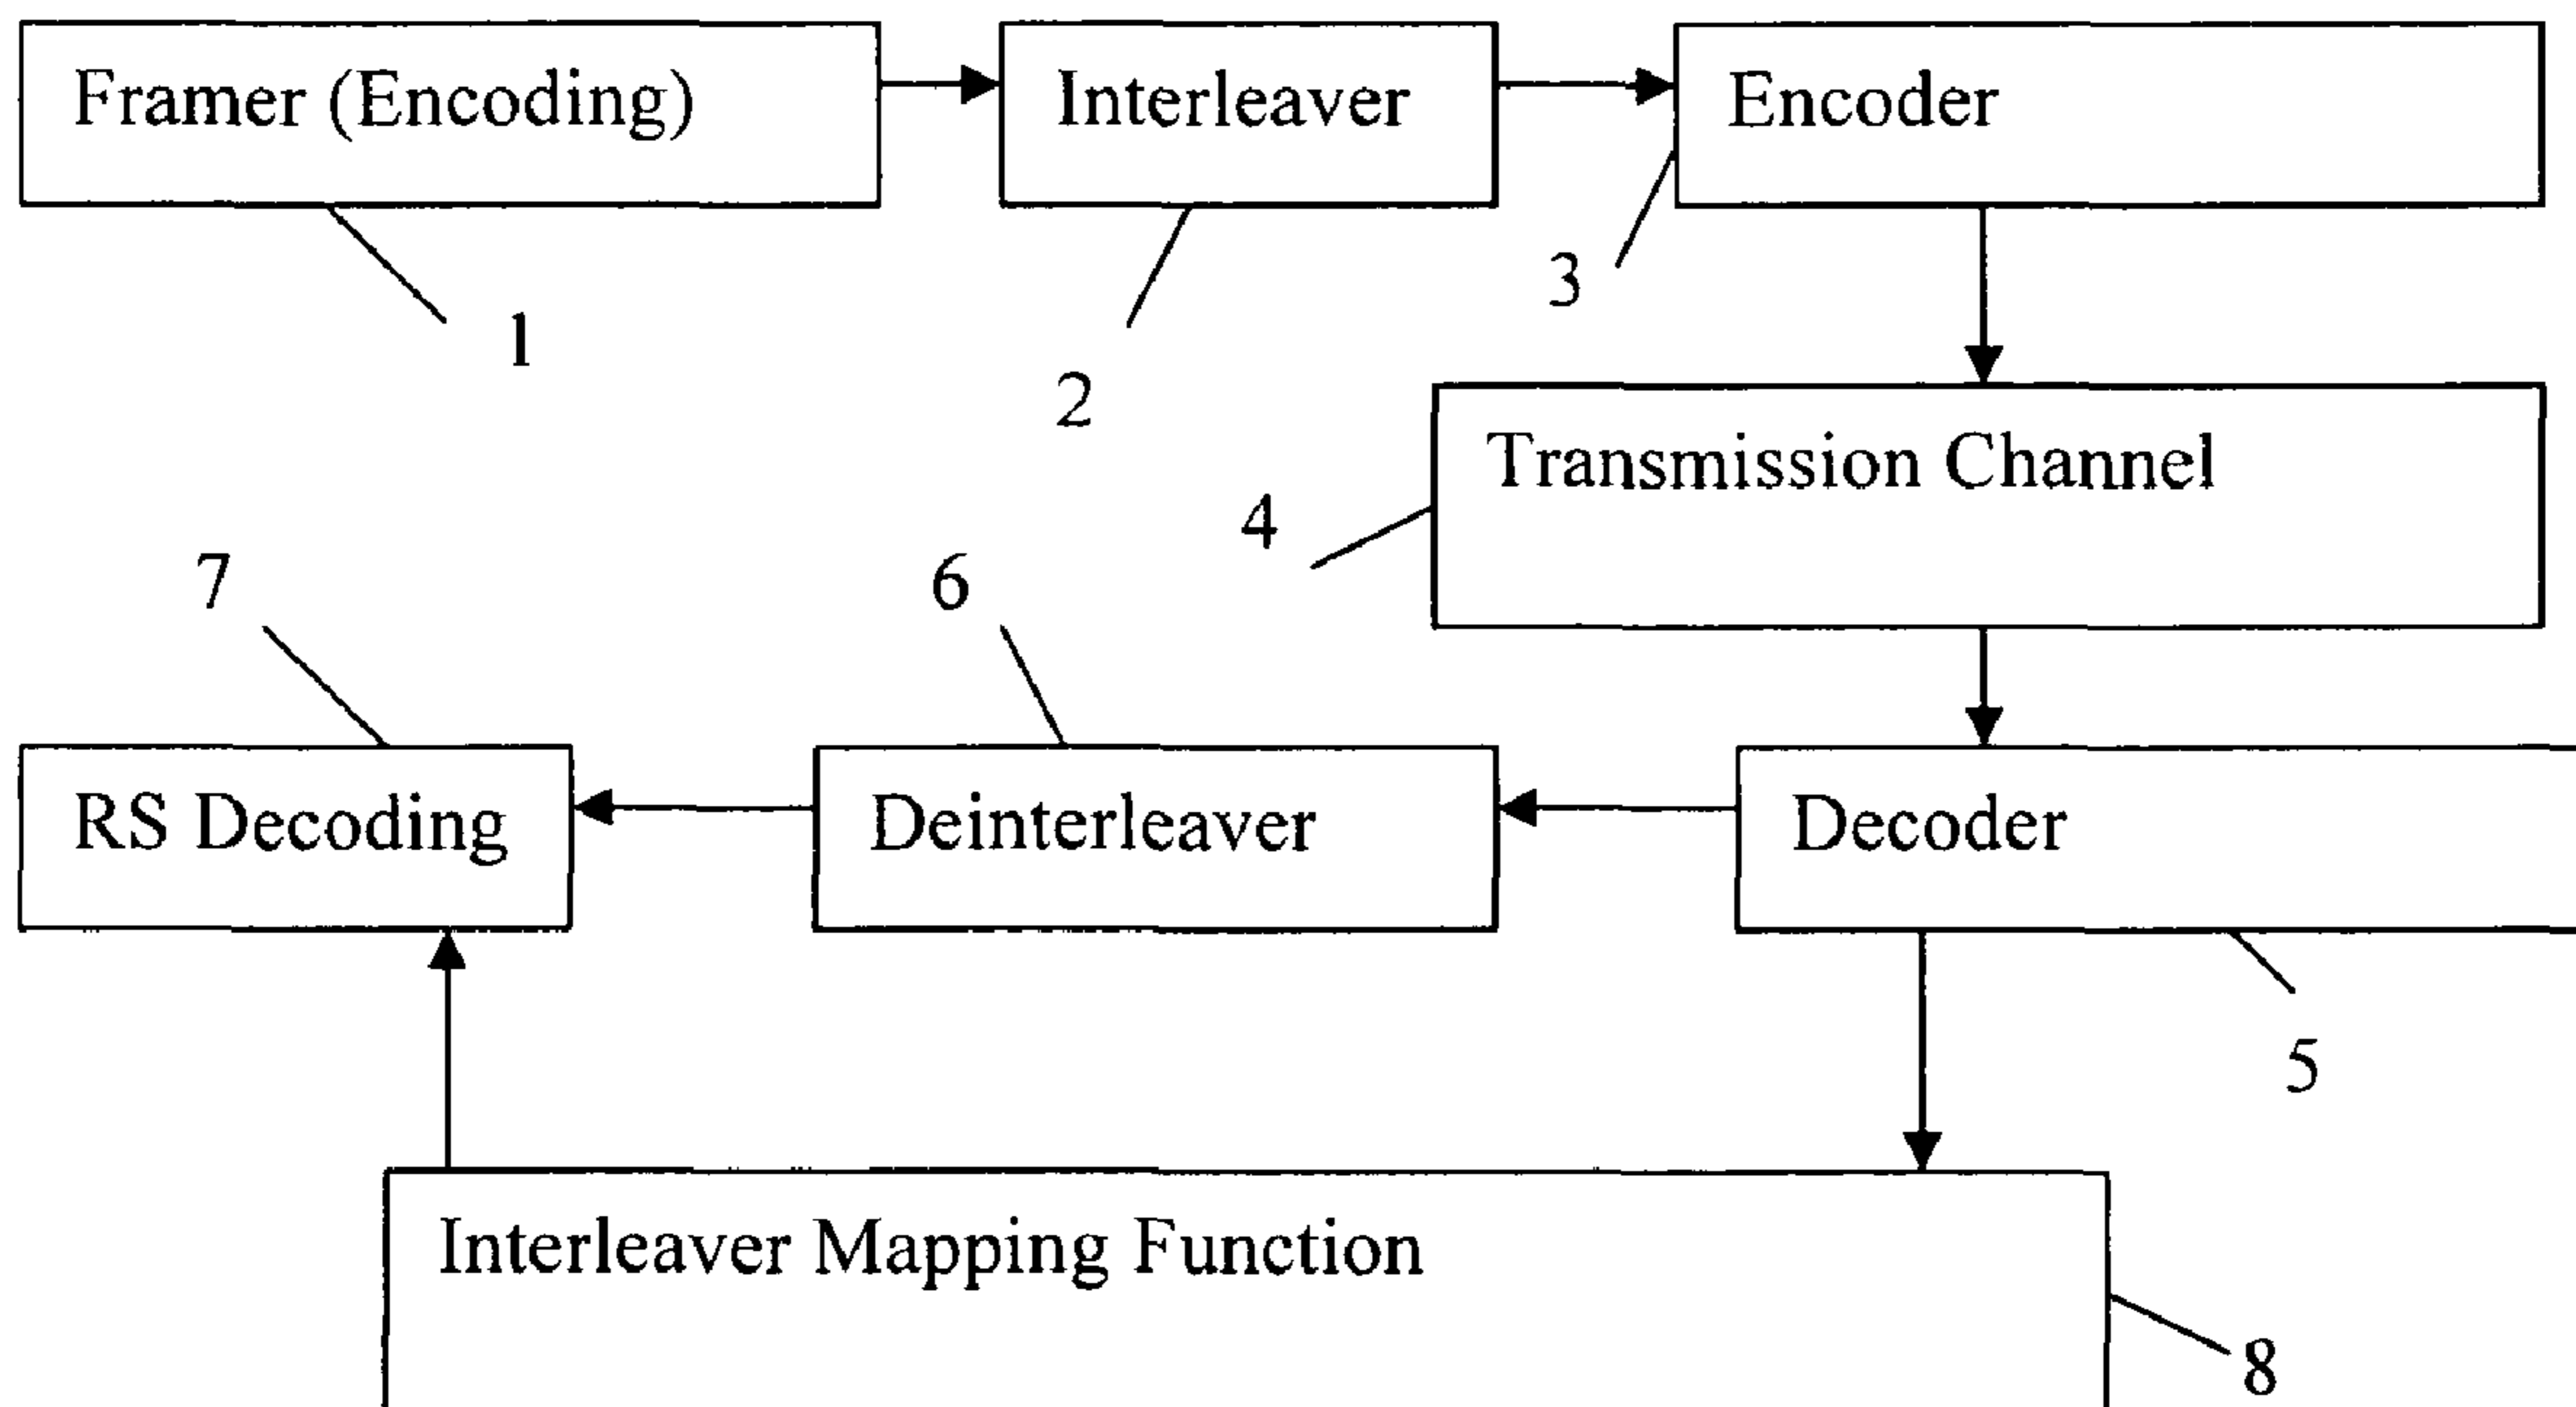 Framer (Encoding)
Interleaver
Encoder
3
1
2
Transmission Channel
4
7
6
RS Decoding
Deinterleaver
Decoder
5
Interleaver Mapping Function
8